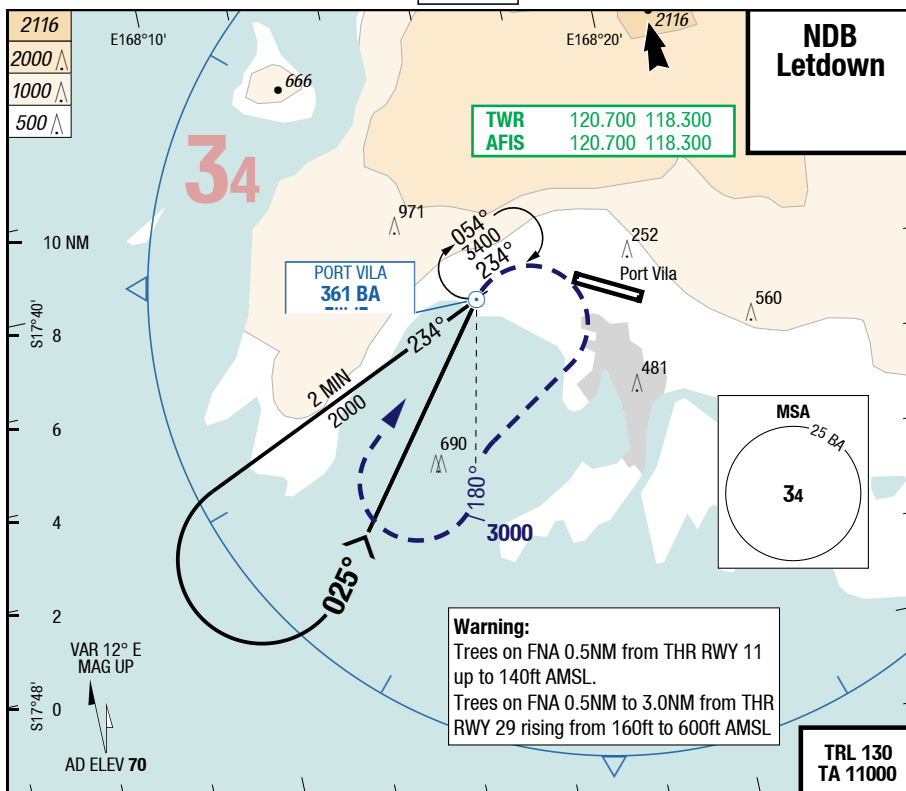 2116
2000
1000
500
E168°10'
E168°20'
2116
NDB
Letdown
666
TWR 120.700 118.300
AFIS 120.700 118.300
34
971
054°
3400
234°
252
10 NM
Port Vila
PORT VILA
361 BA
560
S17°40'
8
234°
2 MIN
2000
481
MSA
25 BA
34
6
690
180°
4
3000
025°
2
Warning:
Trees on FNA 0.5NM from THR RWY 11
up to 140ft AMSL.
Trees on FNA 0.5NM to 3.0NM from THR
RWY 29 rising from 160ft to 600ft AMSL
VAR 12° E
MAG UP
S17°48'
0
AD ELEV 70
TRL 130
TA 11000